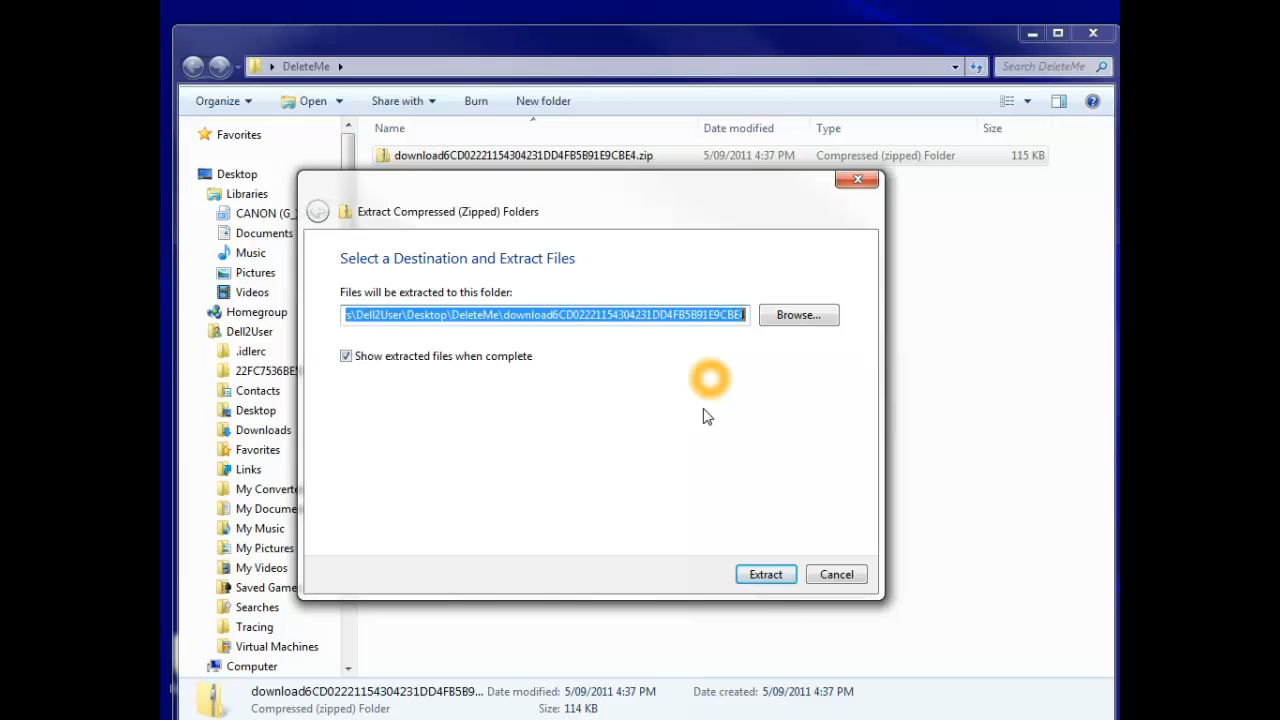 DeleteMe
Search DeleteMe
Organize Open Share with Burn New folder
Name Date modified Type Size
download6CD02221154304231DD4FB5B91E9CBE4.zip 5/09/2011 4:37 PM Compressed (zipped) Folder 115 KB
Favorites
Desktop
Libraries
CANON (G_
Documents
Music
Pictures
Videos
Homegroup
Dell2User
.idlerc
22FC7536BE
Contacts
Desktop
Downloads
Favorites
Links
My Converte
My Docume
My Music
My Pictures
My Videos
Saved Game
Searches
Tracing
Virtual Machines
Computer
Extract Compressed (Zipped) Folders
Select a Destination and Extract Files
Files will be extracted to this folder:
s\Dell2User\Desktop\DeleteMe\download6CD02221154304231DD4FB5B91E9CBE4
Browse...
Show extracted files when complete
Extract Cancel
download6CD02221154304231DD4FB5B9... Date modified: 5/09/2011 4:37 PM Date created: 5/09/2011 4:37 PM
Compressed (zipped) Folder Size: 114 KB